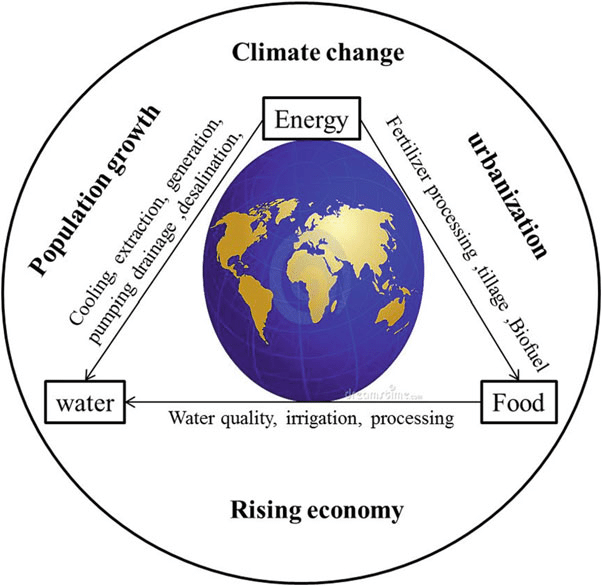 Climate change
Energy
Population growth
urbanization
Cooling, extraction, generation,
pumping drainage ,desalination,
Fertilizer processing ,tillage ,Biofuel
dreamstime.com
water
Food
Water quality, irrigation, processing
Rising economy